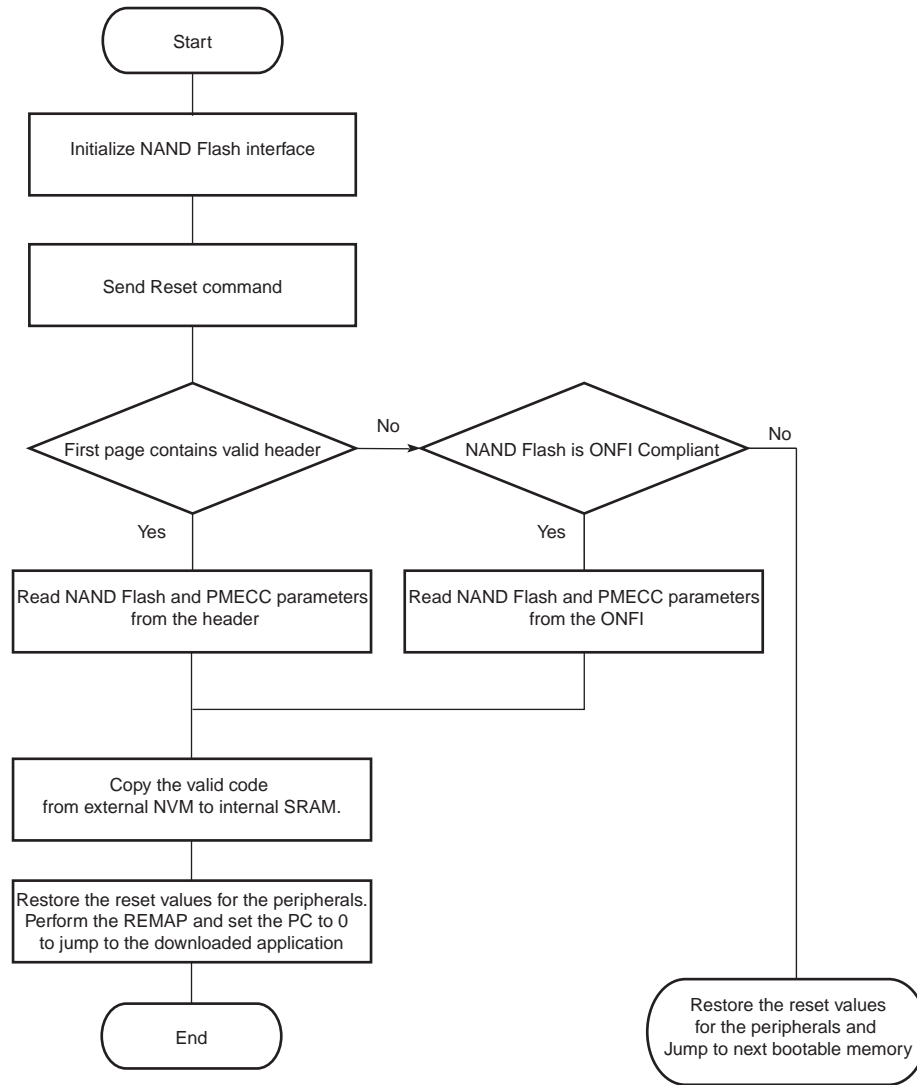 Start
Initialize NAND Flash interface
Send Reset command
First page contains valid header
No
NAND Flash is ONFI Compliant
No
Yes
Yes
Read NAND Flash and PMECC parameters
from the header
Read NAND Flash and PMECC parameters
from the ONFI
Copy the valid code
from external NVM to internal SRAM.
Restore the reset values for the peripherals.
Perform the REMAP and set the PC to 0
to jump to the downloaded application
End
Restore the reset values
for the peripherals and
Jump to next bootable memory